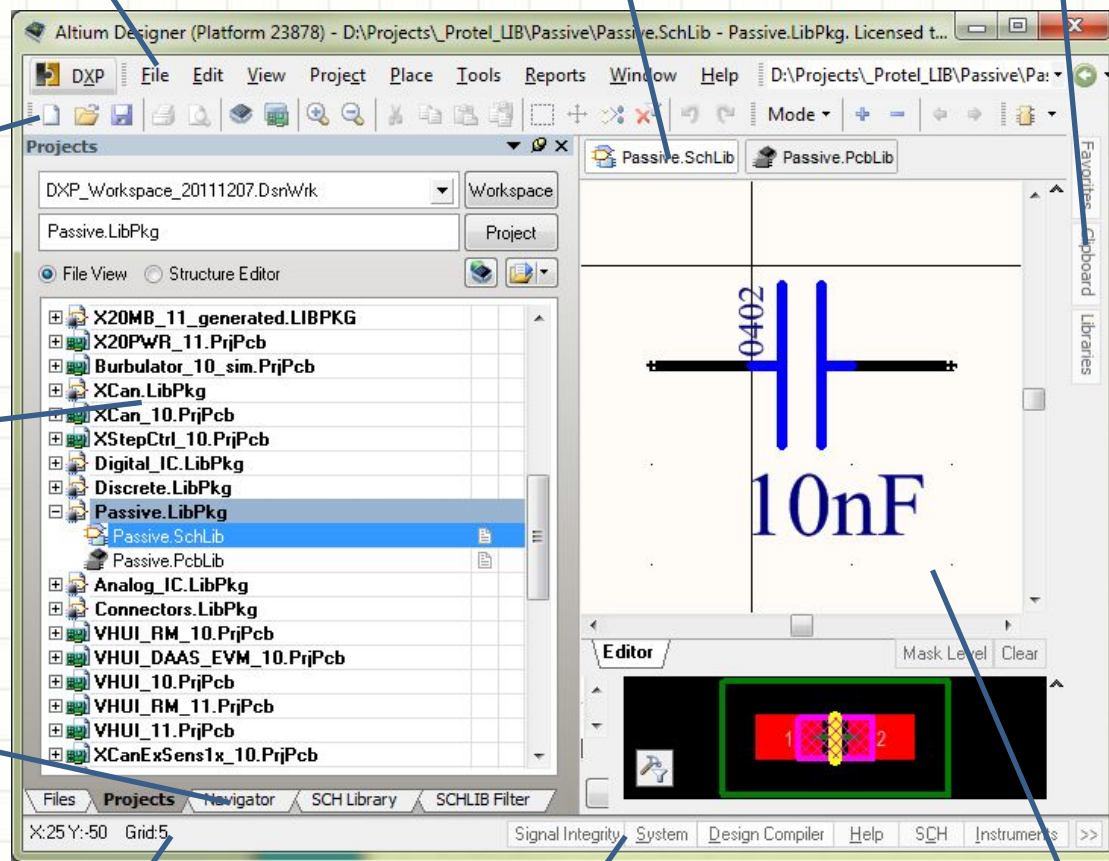 Altium Designer (Platform 23878) - D:\Projects\_Protel_LIB\Passive\Passive.SchLib - Passive.LibPkg. Licensed t...
DXP File Edit View Project Place Tools Reports Window Help D:\Projects\_Protel_LIB\Passive\Pa:
Mode
Projects
Passive.SchLib Passive.PcbLib
Favorites
Clipboard
Libraries
DXP_Workspace_20111207.DsnWrk Workspace
Passive.LibPkg Project
File View Structure Editor
X20MB_11_generated.LIBPKG
X20PWR_11.PrjPcb
Burbulator_10_sim.PrjPcb
XCan.LibPkg
XCan_10.PrjPcb
XStepCtrl_10.PrjPcb
Digital_IC.LibPkg
Discrete.LibPkg
Passive.LibPkg
Passive.SchLib
Passive.PcbLib
Analog_IC.LibPkg
Connectors.LibPkg
VHUI_RM_10.PrjPcb
VHUI_DAAS_EVM_10.PrjPcb
VHUI_10.PrjPcb
VHUI_RM_11.PrjPcb
VHUI_11.PrjPcb
XCanExSens1x_10.PrjPcb
0402
10nF
Editor Mask Level Clear
1 2
Files Projects Navigator SCH Library SCHLIB Filter
X:25 Y:-50 Grid:5 Signal Integrity System Design Compiler Help SCH Instruments >>